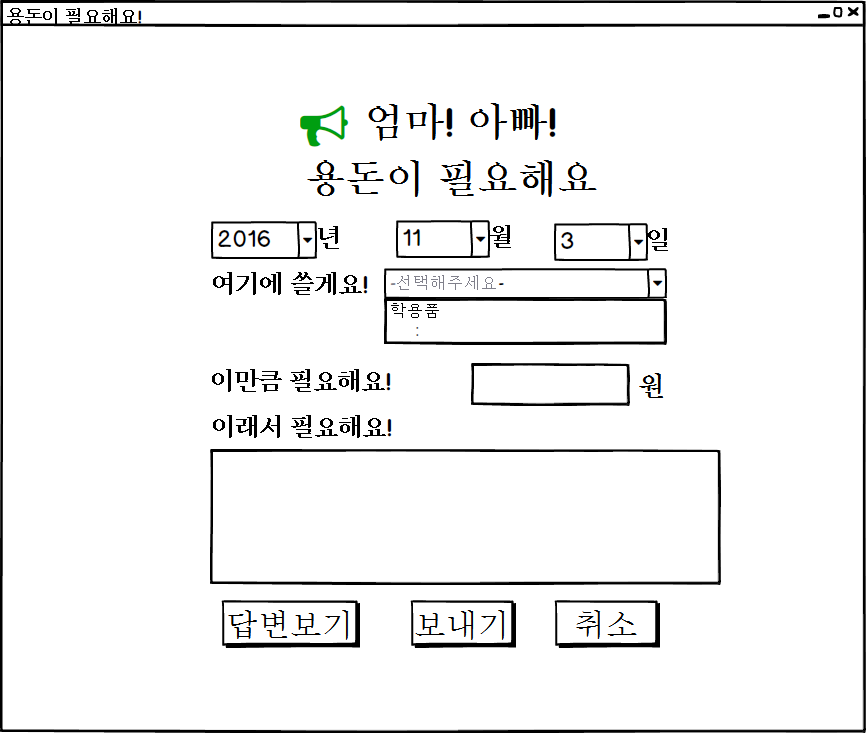 용돈이 필요해요!
엄마! 아빠!
용돈이 필요해요
2016 년 11 월 3 일
여기에 쓸게요! -선택해주세요-
학용품
:
이만큼 필요해요! 원
이래서 필요해요!
답변보기 보내기 취소